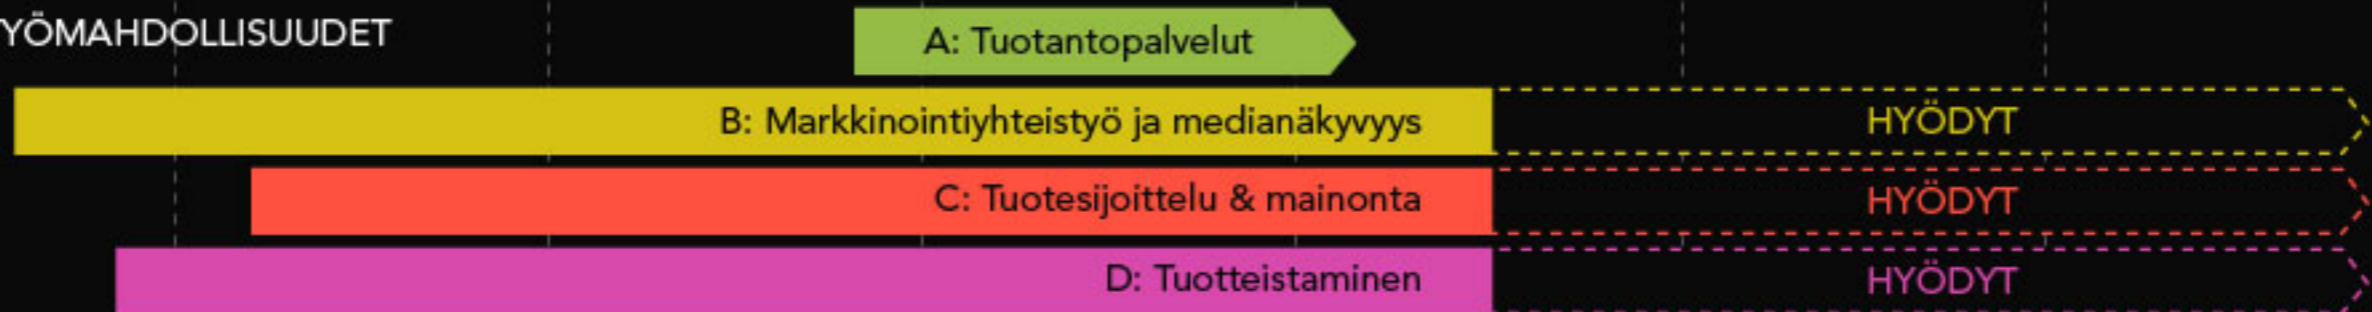 YÖMAHDOLLISUUDET
A: Tuotantopalvelut
B: Markkinointiyhteistyö ja medianäkyvyys
HYÖDYT
C: Tuotesijoittelu & mainonta
HYÖDYT
D: Tuotteistaminen
HYÖDYT